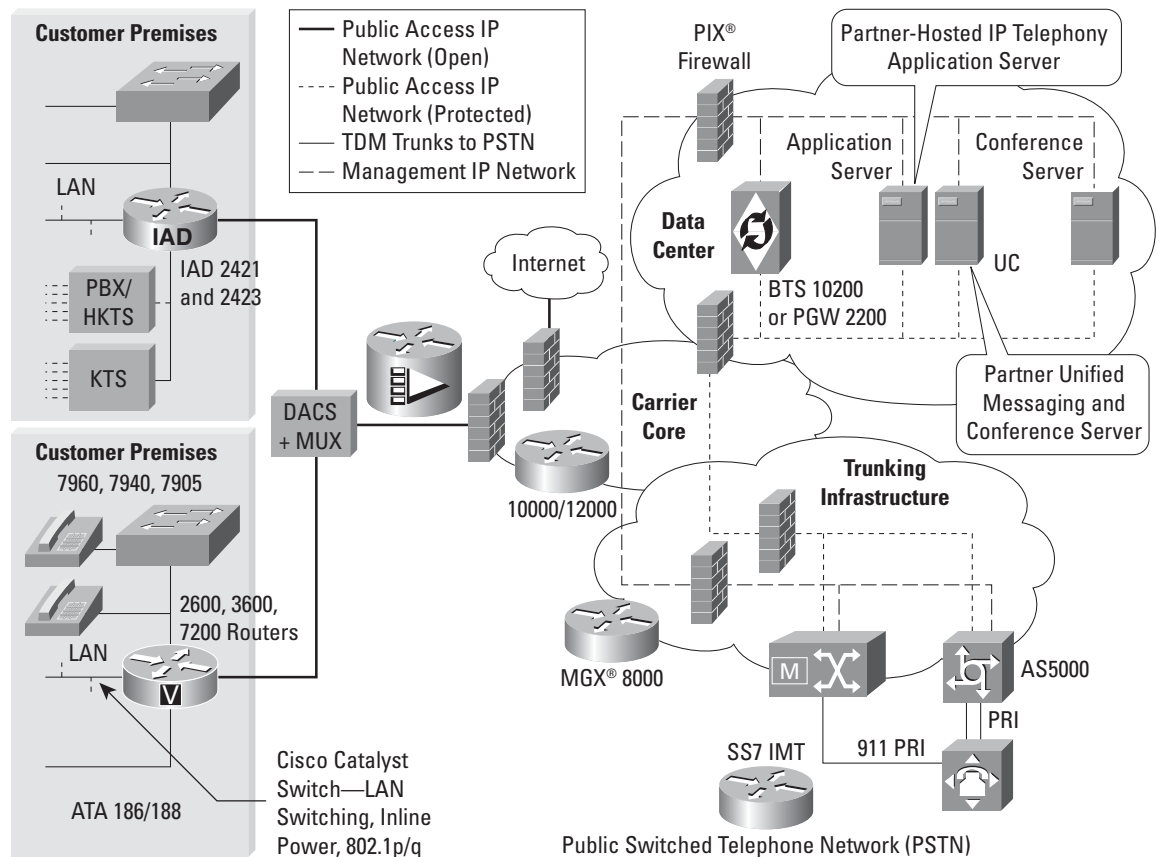 Customer Premises
LAN
IAD
IAD 2421
and 2423
PBX/
HKTS
KTS
Customer Premises
7960, 7940, 7905
2600, 3600,
7200 Routers
LAN
V
ATA 186/188
Cisco Catalyst
Switch—LAN
Switching, Inline
Power, 802.1p/q
Public Access IP
Network (Open)
Public Access IP
Network (Protected)
TDM Trunks to PSTN
Management IP Network
DACS
+ MUX
Internet
10000/12000
PIX® Firewall
Partner-Hosted IP Telephony
Application Server
Application
Server
Conference
Server
Data
Center
BTS 10200
or PGW 2200
UC
Partner Unified
Messaging and
Conference Server
Carrier
Core
Trunking
Infrastructure
MGX® 8000
M
AS5000
PRI
911 PRI
SS7 IMT
Public Switched Telephone Network (PSTN)